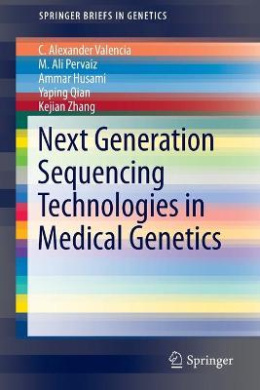 SPRINGER BRIEFS IN GENETICS
C. Alexander Valencia
M. Ali Pervaiz
Ammar Husami
Yaping Qian
Kejian Zhang
Next Generation
Sequencing
Technologies in
Medical Genetics
Springer